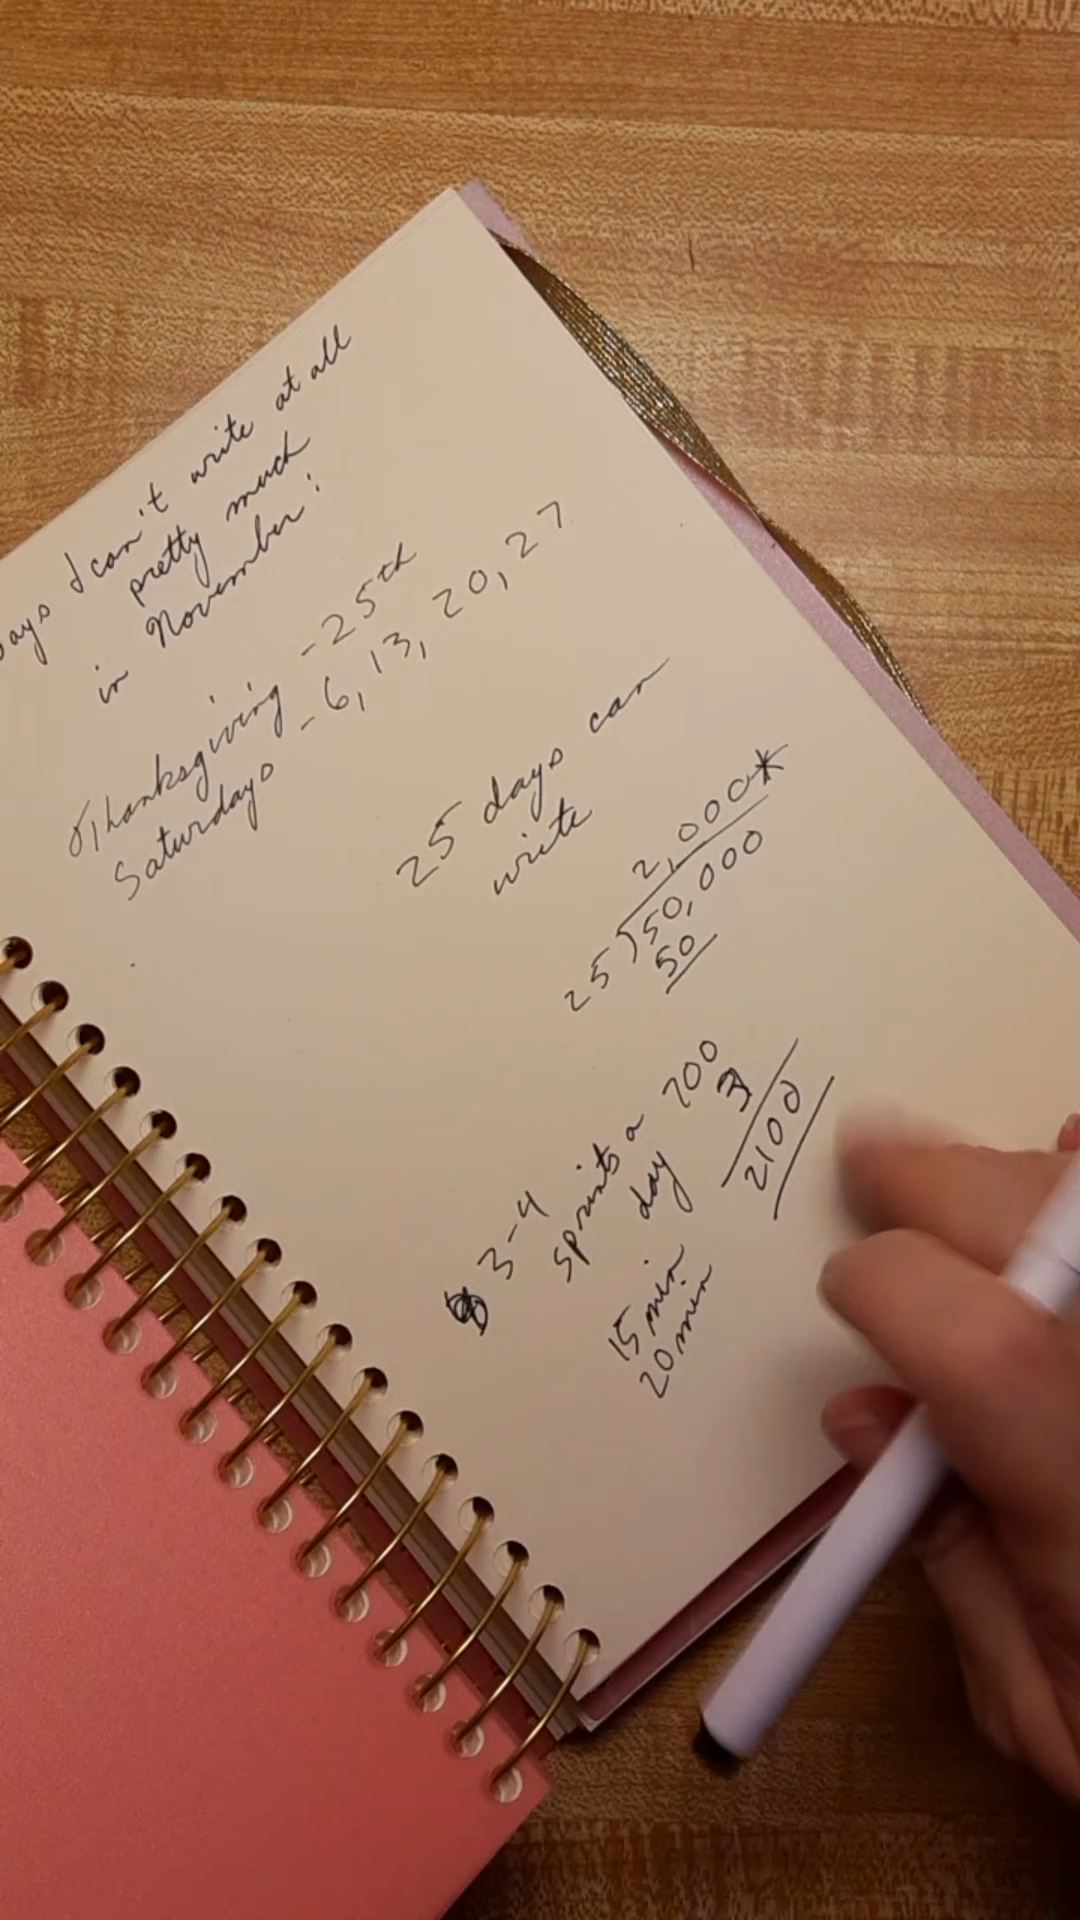 Days I can't write at all
pretty much
in November:
Thanksgiving - 25th
Saturdays - 6, 13, 20, 27
25 days can
write
2,000*
25)50,000
50
3-4
sprints a
day
700
3
2100
15 min
20 min